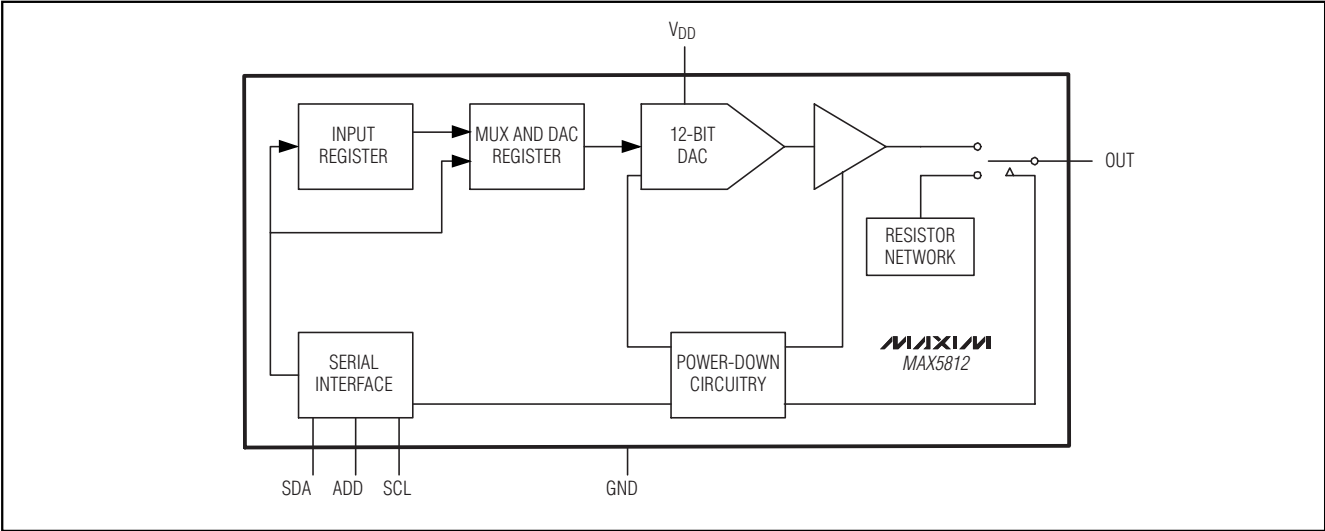 VDD
INPUT
REGISTER
MUX AND DAC
REGISTER
12-BIT
DAC
OUT
RESISTOR
NETWORK
SERIAL
INTERFACE
POWER-DOWN
CIRCUITRY
MAXIM
MAX5812
SDA ADD SCL
GND